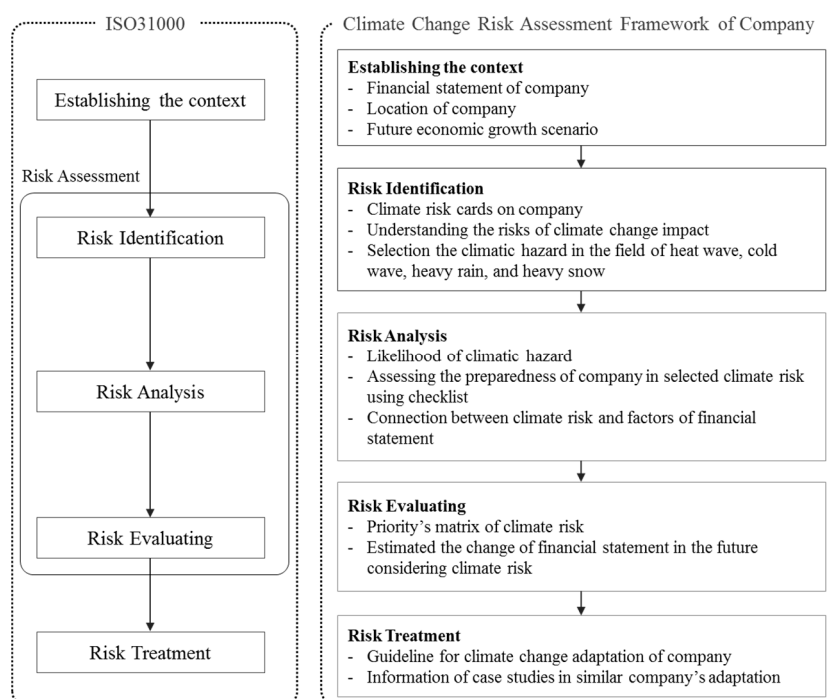 ISO31000
Establishing the context
Risk Assessment
Risk Identification
Risk Analysis
Risk Evaluating
Risk Treatment
Climate Change Risk Assessment Framework of Company
Establishing the context
- Financial statement of company
- Location of company
- Future economic growth scenario
Risk Identification
- Climate risk cards on company
- Understanding the risks of climate change impact
- Selection the climatic hazard in the field of heat wave, cold
wave, heavy rain, and heavy snow
Risk Analysis
- Likelihood of climatic hazard
- Assessing the preparedness of company in selected climate risk
using checklist
- Connection between climate risk and factors of financial
statement
Risk Evaluating
- Priority’s matrix of climate risk
- Estimated the change of financial statement in the future
considering climate risk
Risk Treatment
- Guideline for climate change adaptation of company
- Information of case studies in similar company’s adaptation